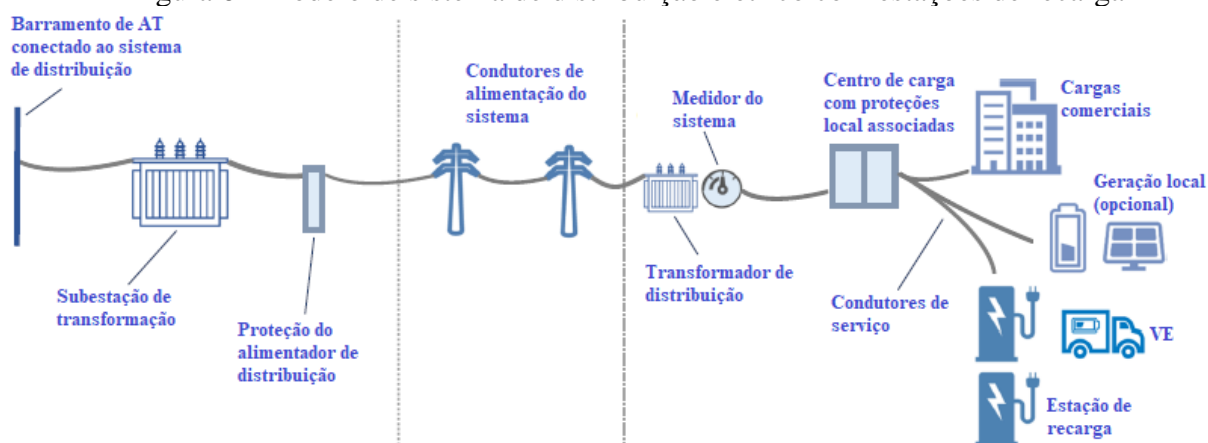 Barramento de AT
conectado ao sistema
de distribuição
Subestação de
transformação
Proteção do
alimentador de
distribuição
Condutores de
alimentação do
sistema
Medidor do
sistema
Transformador de
distribuição
Centro de carga
com proteções
local associadas
Condutores de
serviço
Cargas
comerciais
Geração local
(opcional)
VE
Estação de
recarga